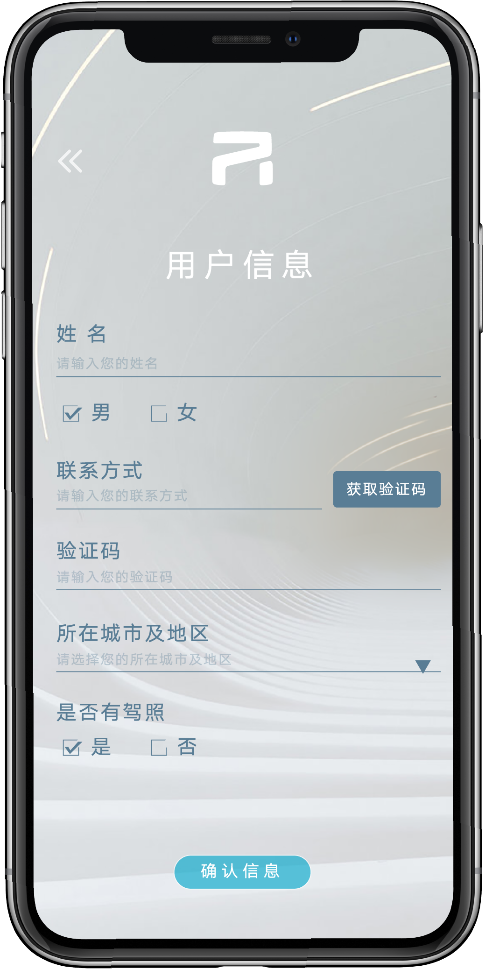 用户信息
姓 名
请输入您的姓名
男 女
联系方式
请输入您的联系方式
获取验证码
验证码
请输入您的验证码
所在城市及地区
请选择您的所在城市及地区
是否有驾照
是 否
确认信息